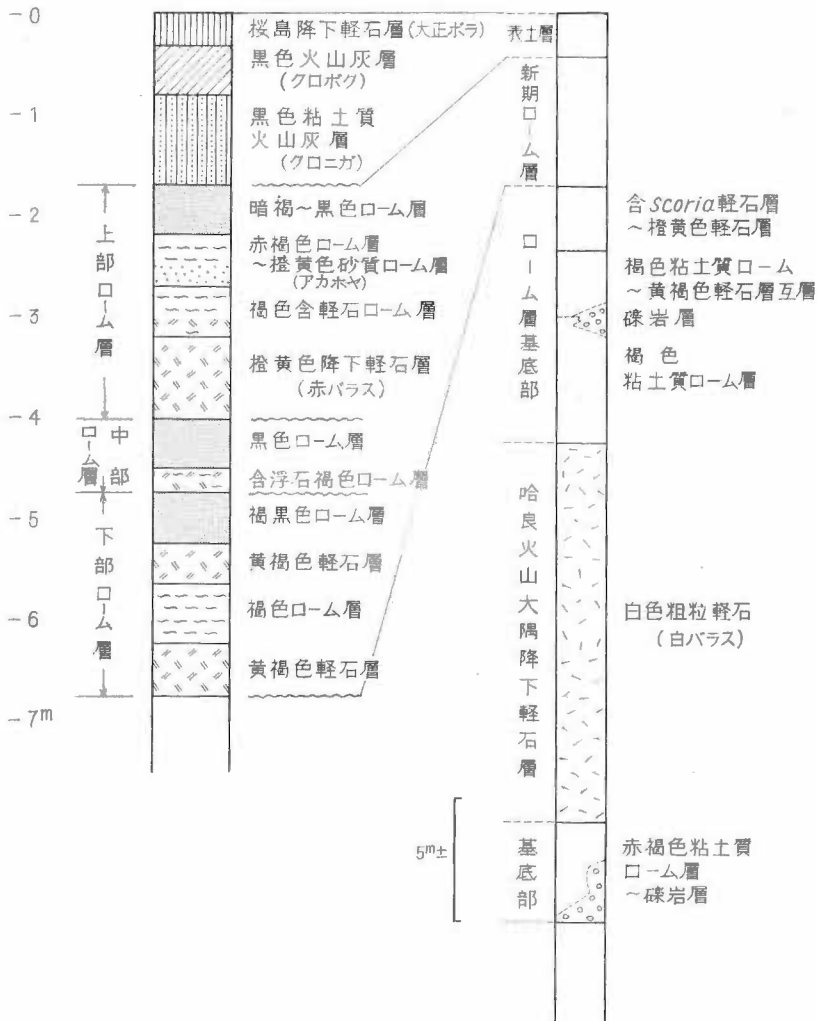 -0
-1
-2
-3
-4
-5
-6
-7m
上部ローム層
中部
ローム層
下部ローム層
桜島降下軽石層(大正ボラ)
黒色火山灰層
(クロボク)
黒色粘土質
火山灰層
(クロニガ)
暗褐~黒色ローム層
赤褐色ローム層
~橙黄色砂質ローム層
(アカホヤ)
褐色含軽石ローム層
橙黄色降下軽石層
(赤バラス)
黒色ローム層
含浮石褐色ローム層
褐黒色ローム層
黄褐色軽石層
褐色ローム層
黄褐色軽石層
表土層
新期ローム層
ローム層基底部
哈良火山大隅降下軽石層
基底部
5m±
含scoria軽石層
~橙黄色軽石層
褐色粘土質ローム
~黄褐色軽石層互層
礫岩層
褐色
粘土質ローム層
白色粗粒軽石
(白バラス)
赤褐色粘土質
ローム層
~礫岩層